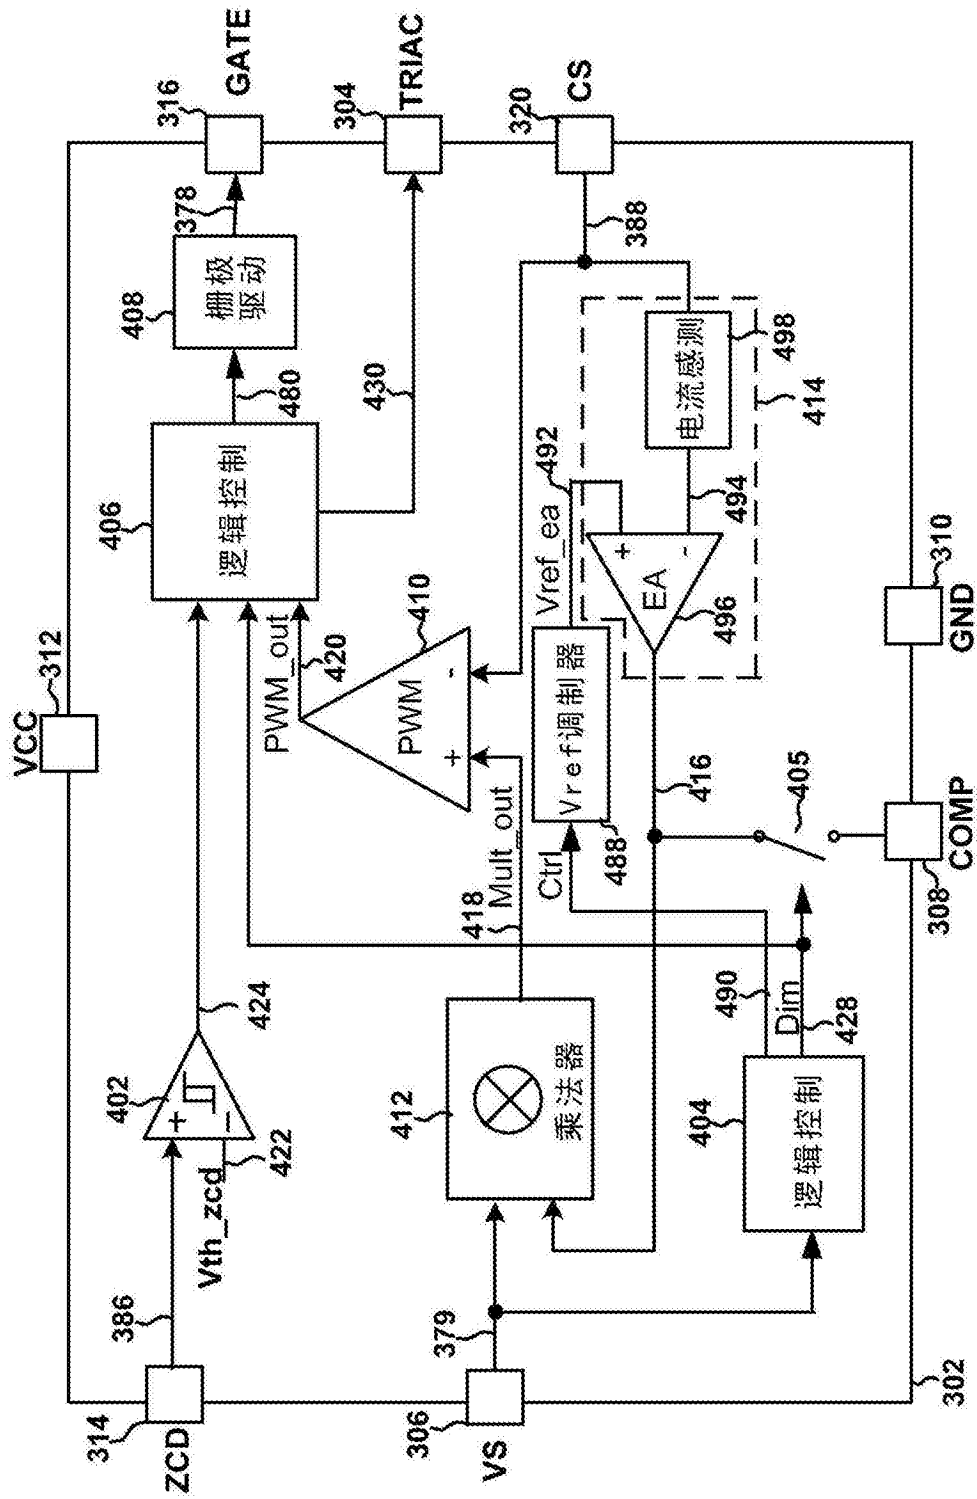 VCC
312
ZCD
314
386
Vth_zcd
422
402
+
-
424
406
逻辑控制
480
408
栅极
驱动
378
316
GATE
430
304
TRIAC
PWM_out
420
410
PWM
+
-
320
CS
388
VS
306
379
412
乘法器
418
Mult_out
Ctrl
488
Vref调制器
Vref_ea
492
EA
+
-
496
494
电流感测
498
414
416
404
逻辑控制
490
Dim
428
405
302
308
COMP
310
GND